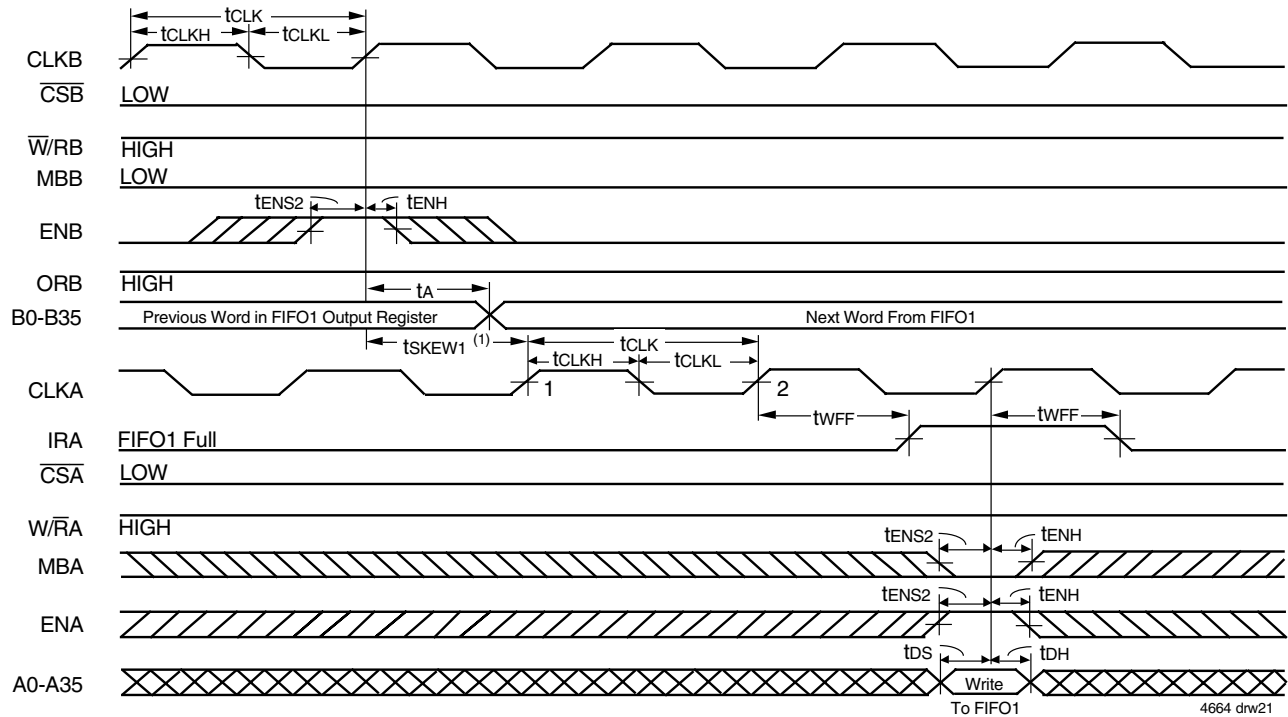 tCLK
tCLKH tCLKL
CLKB
CSB LOW
W/RB HIGH
MBB LOW
tENS2 tENH
ENB
ORB HIGH
tA
B0-B35 Previous Word in FIFO1 Output Register Next Word From FIFO1
tSKEW1 (1) tCLK
tCLKH tCLKL
CLKA 1 2
tWFF tWFF
IRA FIFO1 Full
CSA LOW
W/RA HIGH
tENS2 tENH
MBA
tENS2 tENH
ENA
tDS tDH
A0-A35 Write
To FIFO1
4664 drw21